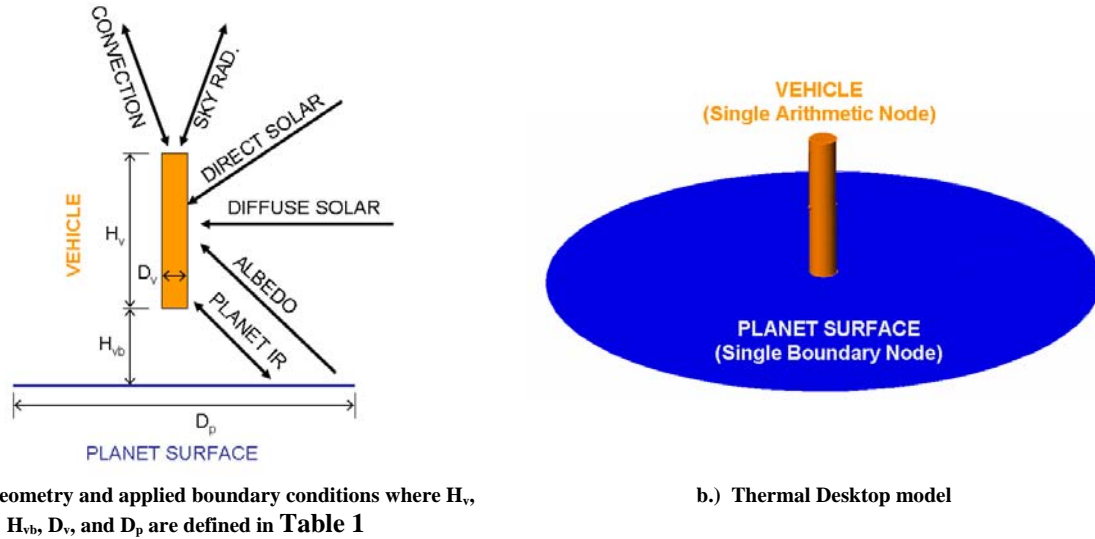 CONVECTION
SKY RAD.
DIRECT SOLAR
DIFFUSE SOLAR
ALBEDO
PLANET IR
VEHICLE
Hv
Dv
Hvb
Dp
PLANET SURFACE
eometry and applied boundary conditions where Hv,
Hvb, Dv, and Dp are defined in Table 1
VEHICLE
(Single Arithmetic Node)
PLANET SURFACE
(Single Boundary Node)
b.) Thermal Desktop model